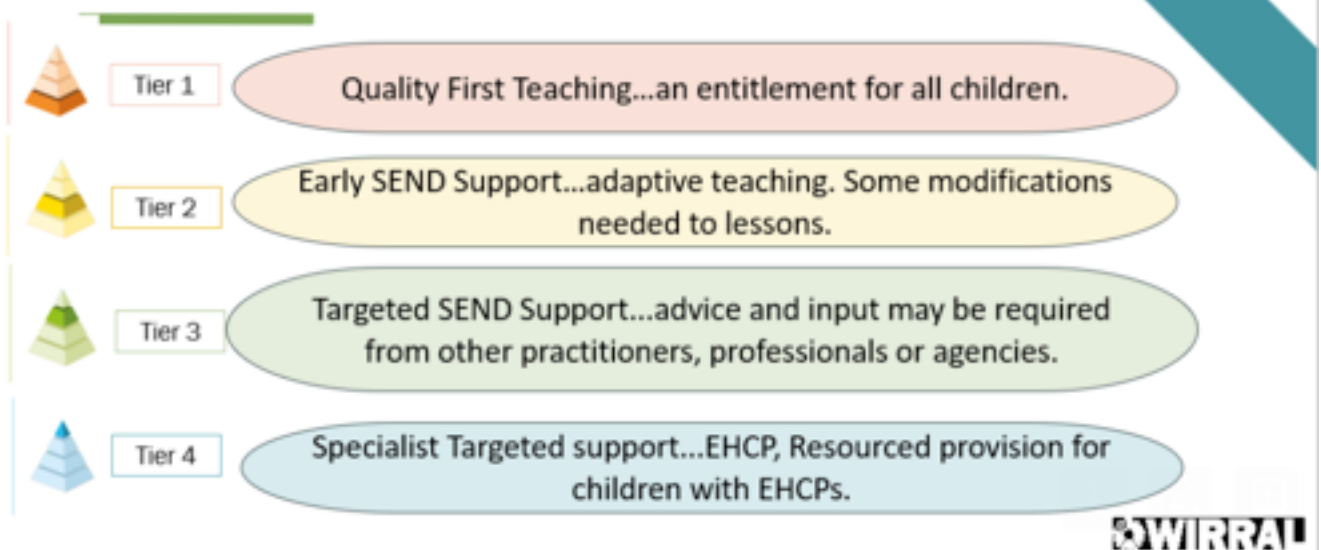 Tier 1
Quality First Teaching...an entitlement for all children.
Tier 2
Early SEND Support...adaptive teaching. Some modifications
needed to lessons.
Tier 3
Targeted SEND Support...advice and input may be required
from other practitioners, professionals or agencies.
Tier 4
Specialist Targeted support...EHCP, Resourced provision for
children with EHCPs.
WIRRAL